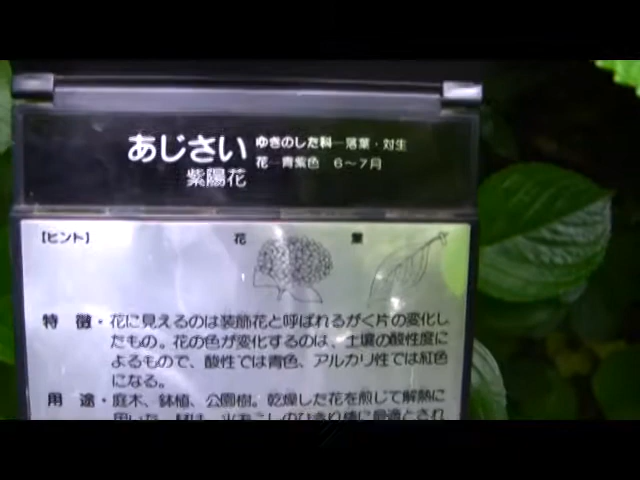 あじさい ゆきのした科─落葉・対生
紫陽花 花─青紫色 6～7月
【ヒント】 花 葉
特 徴・花に見えるのは装飾花と呼ばれるがく片の変化し
たもの。花の色が変化するのは、土壌の酸性度に
よるもので、酸性では青色、アルカリ性では紅色
になる。
用 途・庭木、鉢植、公園樹。乾燥した花を煎じて解熱に